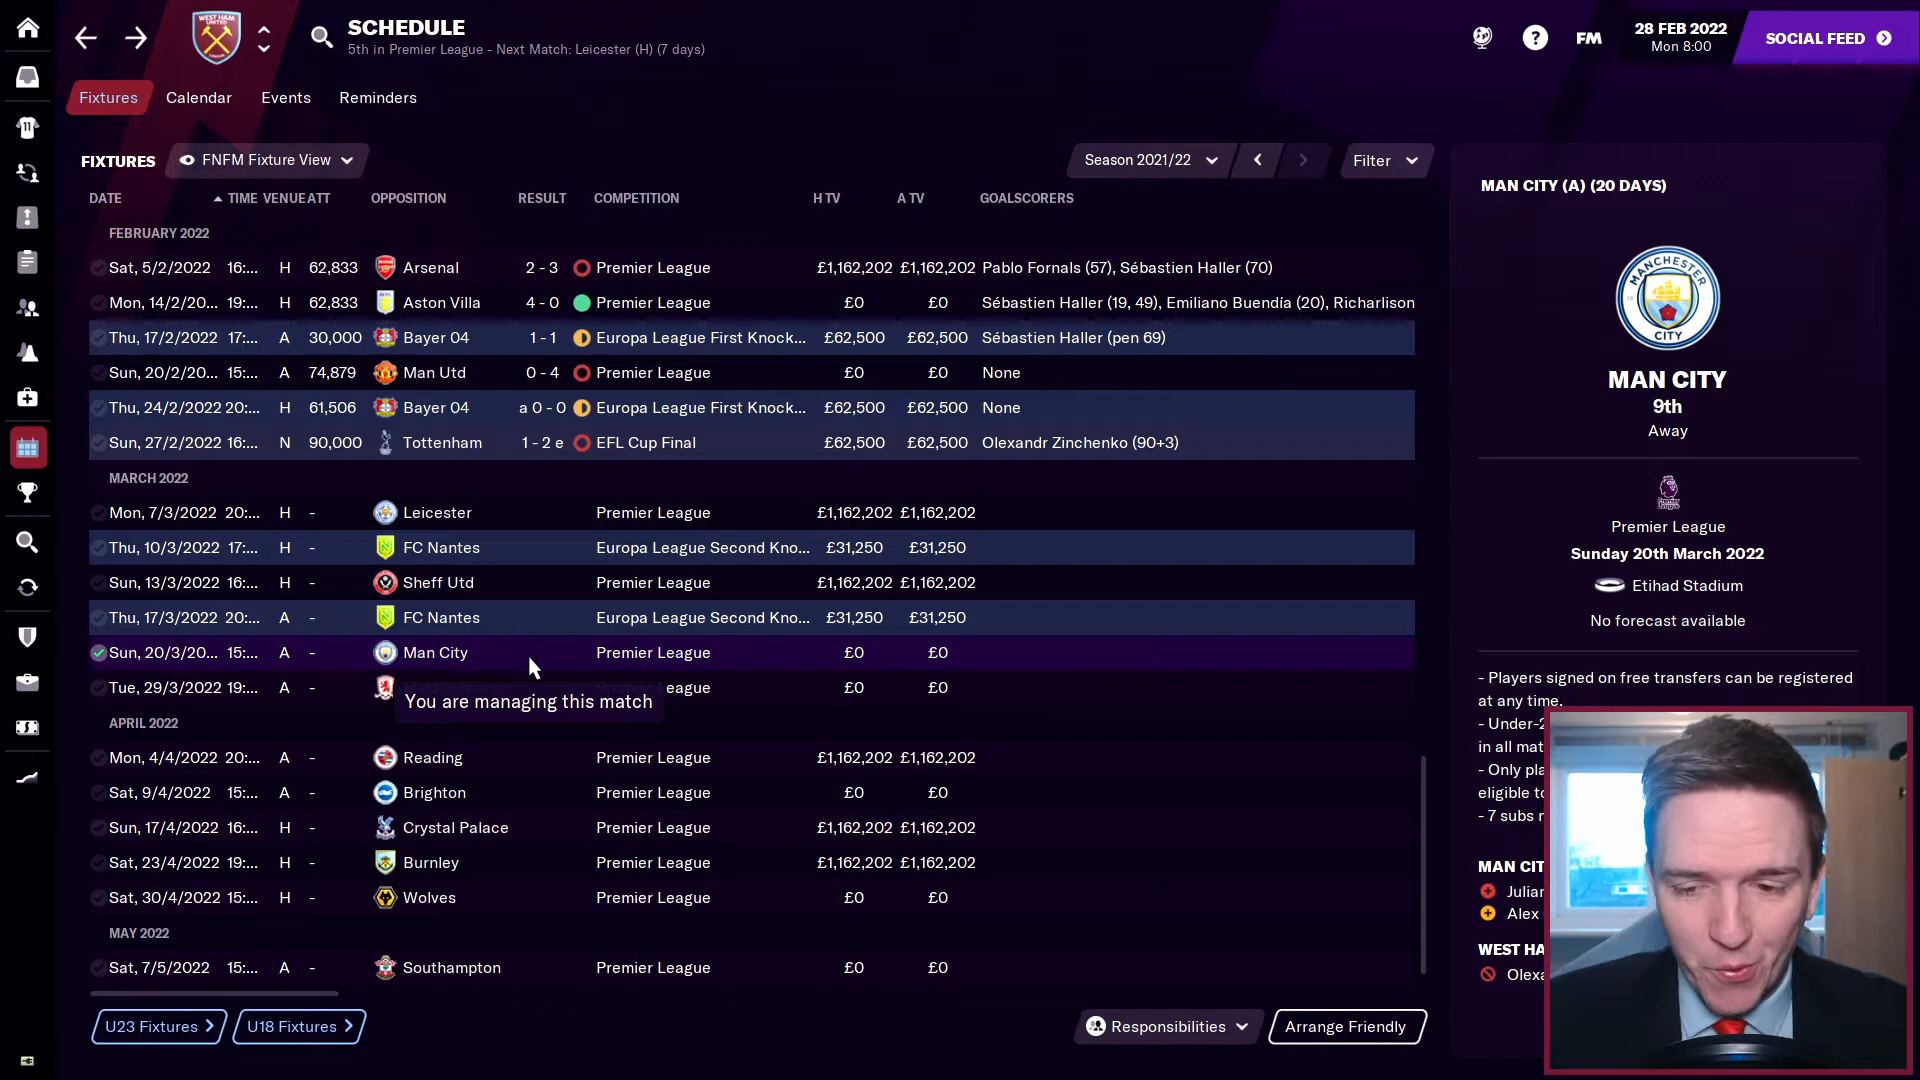 WEST HAM UNITED
SCHEDULE
5th in Premier League - Next Match: Leicester (H) (7 days)
FM
28 FEB 2022
Mon 8:00
SOCIAL FEED
Fixtures Calendar Events Reminders
FIXTURES FNFM Fixture View Season 2021/22 Filter
DATE TIME VENUE ATT OPPOSITION RESULT COMPETITION H TV A TV GOALSCORERS
FEBRUARY 2022
Sat, 5/2/2022 16:... H 62,833 Arsenal 2 - 3 Premier League £1,162,202 £1,162,202 Pablo Fornals (57), Sébastien Haller (70)
Mon, 14/2/20... 19:... H 62,833 Aston Villa 4 - 0 Premier League £0 £0 Sébastien Haller (19, 49), Emiliano Buendía (20), Richarlison
Thu, 17/2/2022 17:... A 30,000 Bayer 04 1 - 1 Europa League First Knock... £62,500 £62,500 Sébastien Haller (pen 69)
Sun, 20/2/20... 15:... A 74,879 Man Utd 0 - 4 Premier League £0 £0 None
Thu, 24/2/2022 20:... H 61,506 Bayer 04 a 0 - 0 Europa League First Knock... £62,500 £62,500 None
Sun, 27/2/2022 16:... N 90,000 Tottenham 1 - 2 e EFL Cup Final £62,500 £62,500 Olexandr Zinchenko (90+3)
MARCH 2022
Mon, 7/3/2022 20:... H - Leicester Premier League £1,162,202 £1,162,202
Thu, 10/3/2022 17:... H - FC Nantes Europa League Second Kno... £31,250 £31,250
Sun, 13/3/2022 16:... H - Sheff Utd Premier League £1,162,202 £1,162,202
Thu, 17/3/2022 20:... A - FC Nantes Europa League Second Kno... £31,250 £31,250
Sun, 20/3/20... 15:... A - Man City Premier League £0 £0
Tue, 29/3/2022 19:... A - eague £0 £0
You are managing this match
APRIL 2022
Mon, 4/4/2022 20:... A - Reading Premier League £1,162,202 £1,162,202
Sat, 9/4/2022 15:... A - Brighton Premier League £0 £0
Sun, 17/4/2022 16:... H - Crystal Palace Premier League £1,162,202 £1,162,202
Sat, 23/4/2022 19:... H - Burnley Premier League £1,162,202 £1,162,202
Sat, 30/4/2022 15:... H - Wolves Premier League £0 £0
MAY 2022
Sat, 7/5/2022 15:... A - Southampton Premier League £0 £0
U23 Fixtures U18 Fixtures Responsibilities Arrange Friendly
MAN CITY (A) (20 DAYS)
MANCHESTER
CITY
MAN CITY
9th
Away
Premier League
Sunday 20th March 2022
Etihad Stadium
No forecast available
- Players signed on free transfers can be registered
at any time.
- Under-2
in all mat
- Only pla
eligible to
- 7 subs r
MAN CIT
Julian
Alex
WEST HA
Olexa